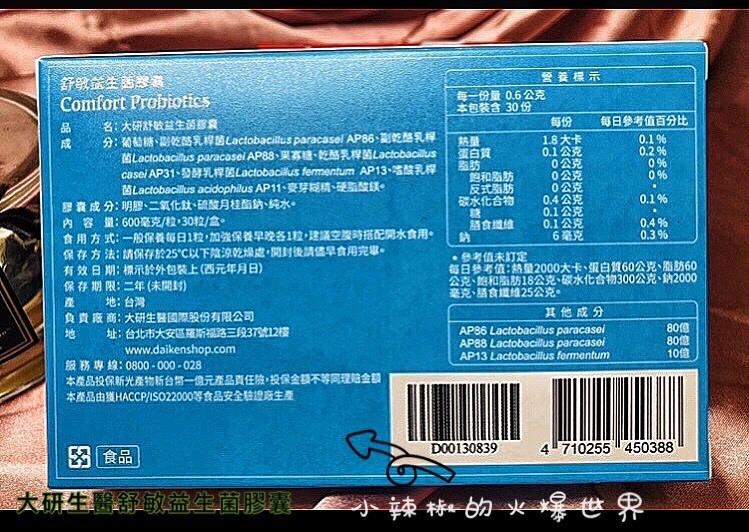 舒敏益生菌膠囊
Comfort Probiotics
品名：大研舒敏益生菌膠囊
成分：葡萄糖、副乾酪乳桿菌Lactobacillus paracasei AP86、副乾酪乳桿
菌Lactobacillus paracasei AP88、果寡糖、乾酪乳桿菌Lactobacillus
casei AP31、發酵乳桿菌Lactobacillus fermentum AP13、嗜酸乳桿
菌Lactobacillus acidophilus AP11、麥芽糊精、硬脂酸鎂。
膠囊成分：明膠、二氧化鈦、硫酸月桂酯鈉、純水。
內容量：600毫克/粒，30粒/盒。
食用方式：一般保養每日1粒，加強保養早晚各1粒，建議空腹時搭配開水食用。
保存方法：請保存於25℃以下陰涼乾燥處，開封後請儘早食用完畢。
有效日期：標示於外包裝上(西元年月日)
保存期限：二年(未開封)
產地：台灣
負責廠商：大研生醫國際股份有限公司
地址：台北市大安區羅斯福路三段37號12樓
www.daikenshop.com
服務專線：0800-000-028
本產品投保新光產物新台幣一億元產品責任險，投保金額不等同理賠金額
本產品由獲HACCP/ISO22000等食品安全驗證廠生產
食品
營養標示
每一份量 0.6公克
本包裝含 30份
每份 每日參考值百分比
熱量 1.8大卡 0.1%
蛋白質 0.1公克 0.2%
脂肪 0公克 0%
飽和脂肪 0公克 0%
反式脂肪 0公克 *
碳水化合物 0.4公克 0.1%
糖 0.1公克 *
膳食纖維 0.1公克 0.4%
鈉 6毫克 0.3%
*參考值未訂定
每日參考值：熱量2000大卡、蛋白質60公克、脂肪60
公克、飽和脂肪18公克、碳水化合物300公克、鈉2000
毫克、膳食纖維25公克。
其他成分
AP86 Lactobacillus paracasei 80億
AP88 Lactobacillus paracasei 80億
AP13 Lactobacillus fermentum 10億
D00130839
4 710255 450388
大研生醫舒敏益生菌膠囊
小辣椒的火爆世界